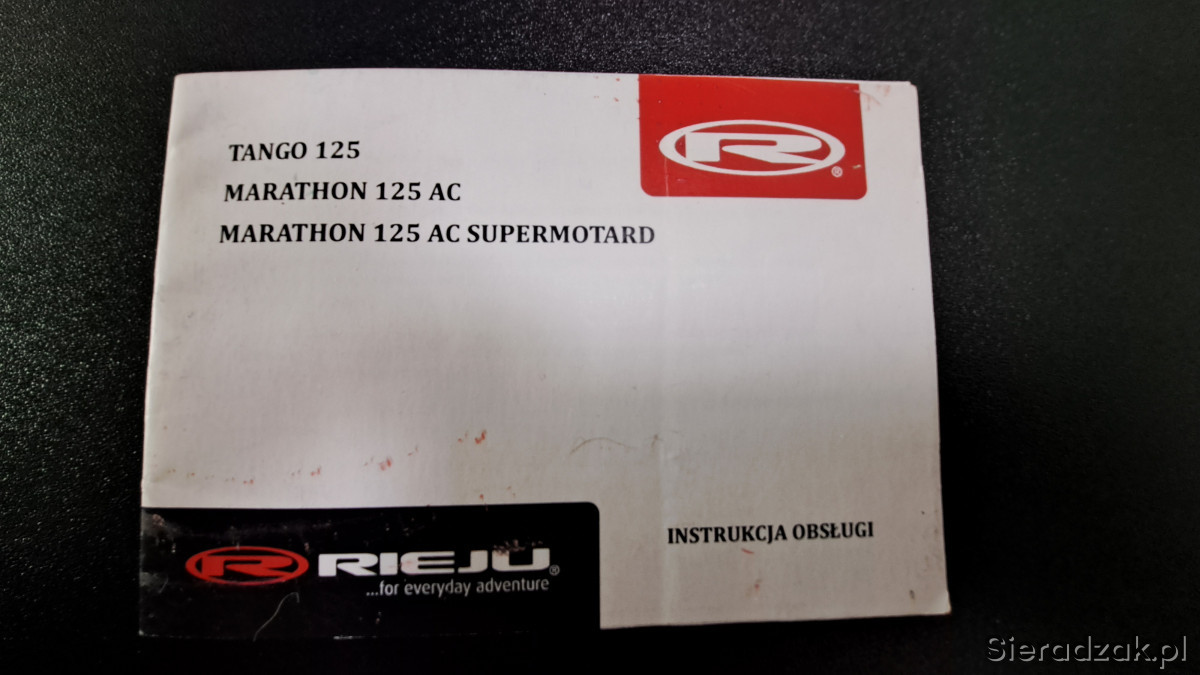 TANGO 125
MARATHON 125 AC
MARATHON 125 AC SUPERMOTARD
R®
INSTRUKCJA OBSŁUGI
R RIEJU®
...for everyday adventure
Sieradzak.pl